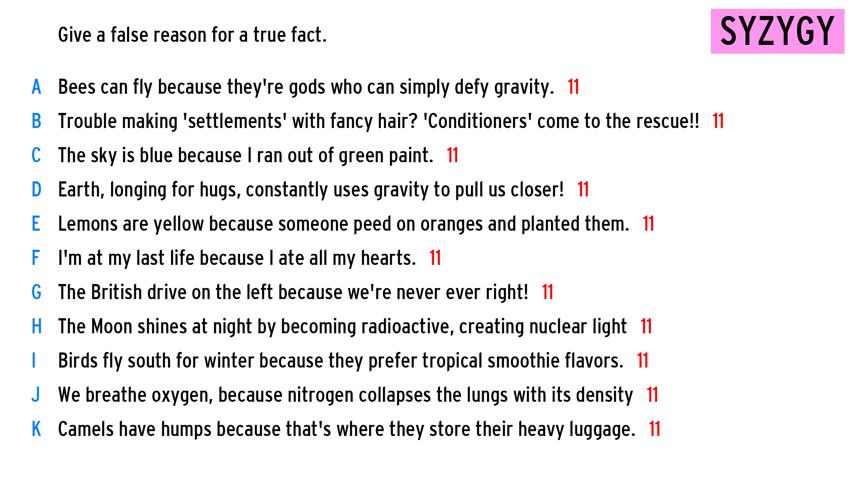 Give a false reason for a true fact.
SYZYGY
A Bees can fly because they're gods who can simply defy gravity. 11
B Trouble making 'settlements' with fancy hair? 'Conditioners' come to the rescue!! 11
C The sky is blue because I ran out of green paint. 11
D Earth, longing for hugs, constantly uses gravity to pull us closer! 11
E Lemons are yellow because someone peed on oranges and planted them. 11
F I'm at my last life because I ate all my hearts. 11
G The British drive on the left because we're never ever right! 11
H The Moon shines at night by becoming radioactive, creating nuclear light 11
I Birds fly south for winter because they prefer tropical smoothie flavors. 11
J We breathe oxygen, because nitrogen collapses the lungs with its density 11
K Camels have humps because that's where they store their heavy luggage. 11